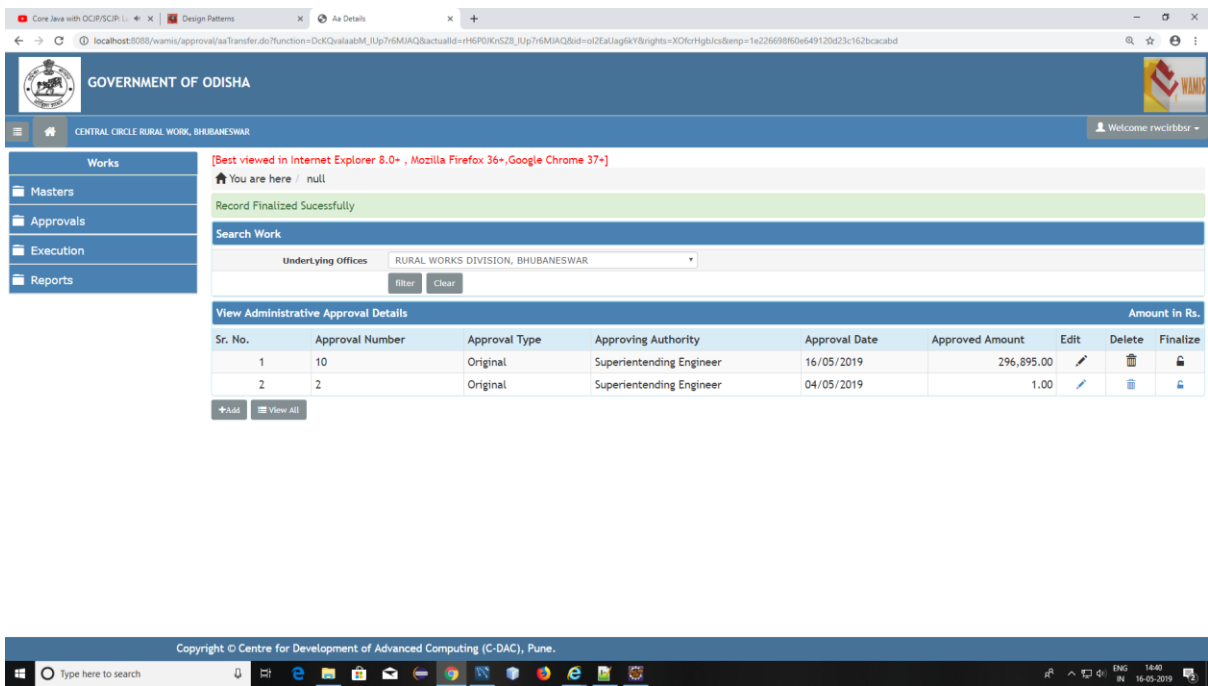 Core Java with OCJP/SCJP: L
Design Patterns
Aa Details
localhost:8088/wamis/approval/aaTransfer.do?function=DcKQvalaabM_IUp7r6MJAQ&actualId=rH6P0JKnSZ8_IUp7r6MJAQ&id=ol2EaUag6kY&rights=XOfcrHgbJcs&enp=1e226698f60e649120d23c162bcacabd
GOVERNMENT OF ODISHA
WAMIS
CENTRAL CIRCLE RURAL WORK, BHUBANESWAR
Welcome rwcirbbsr
Works
Masters
Approvals
Execution
Reports
[Best viewed in Internet Explorer 8.0+ , Mozilla Firefox 36+,Google Chrome 37+]
You are here / null
Record Finalized Sucessfully
Search Work
UnderLying Offices RURAL WORKS DIVISION, BHUBANESWAR
filter Clear
View Administrative Approval Details Amount in Rs.
Sr. No. Approval Number Approval Type Approving Authority Approval Date Approved Amount Edit Delete Finalize
1 10 Original Superientending Engineer 16/05/2019 296,895.00
2 2 Original Superientending Engineer 04/05/2019 1.00
+Add View All
Copyright © Centre for Development of Advanced Computing (C-DAC), Pune.
Type here to search
ENG 14:40
IN 16-05-2019